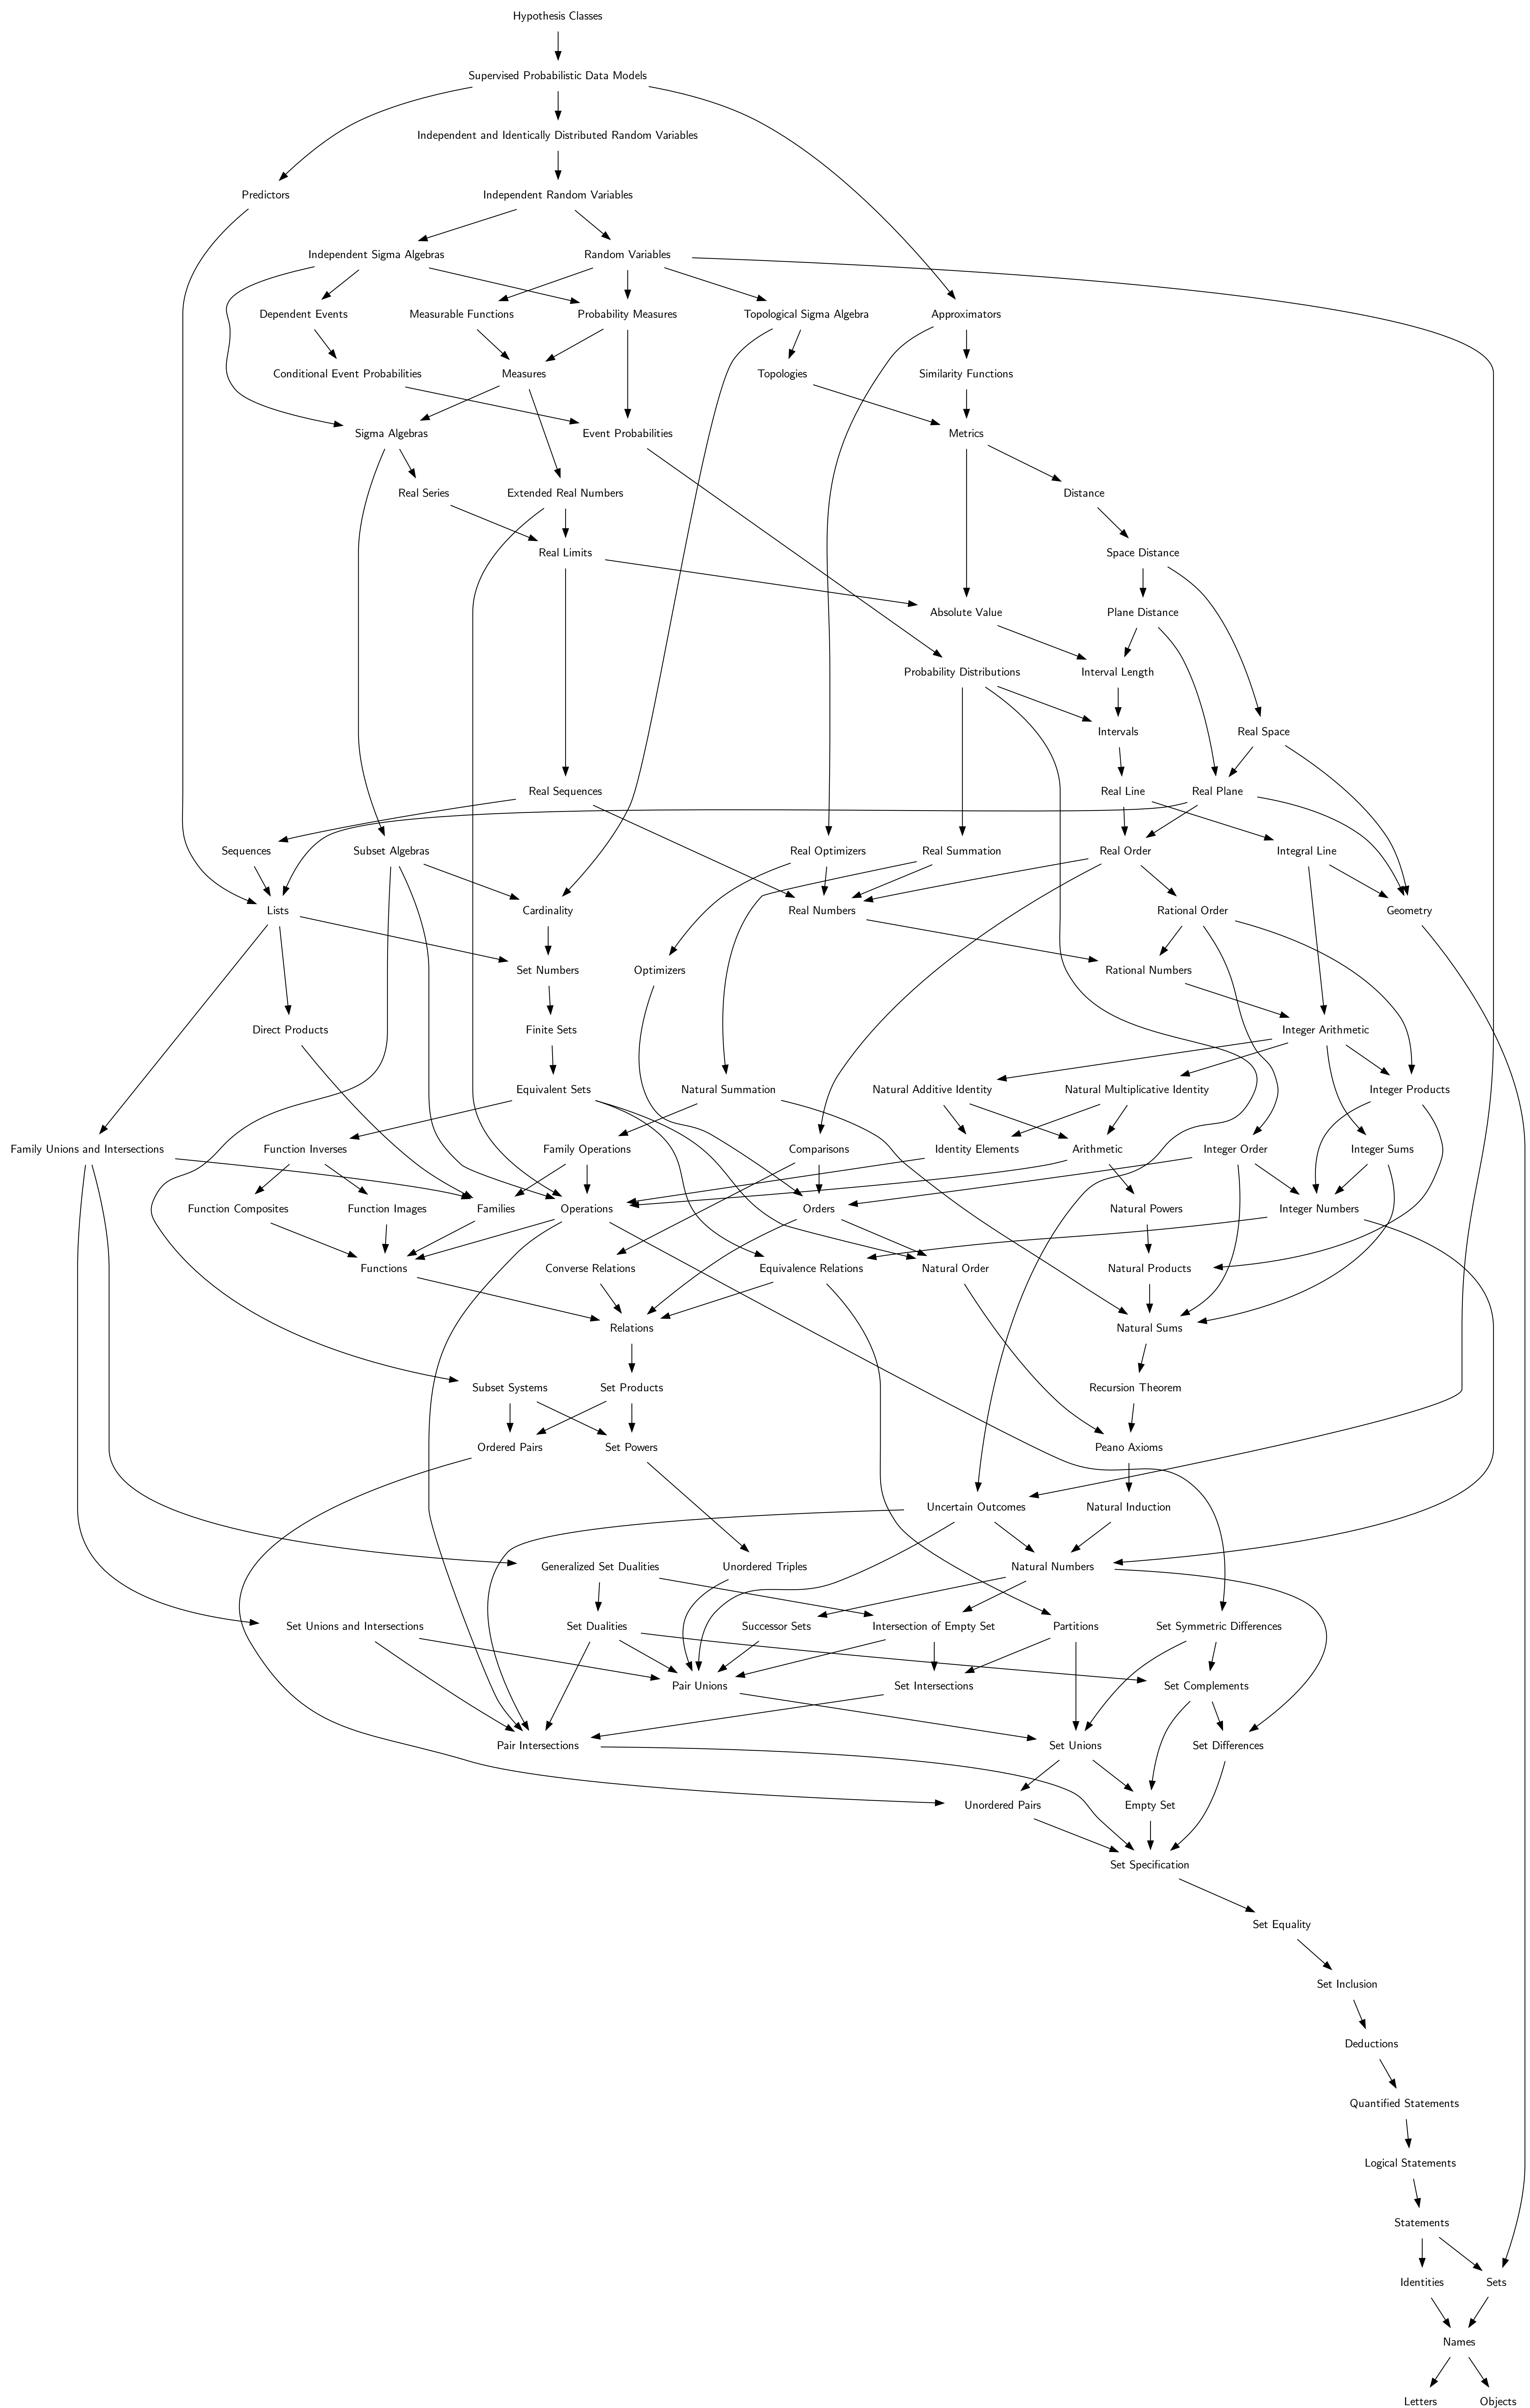 Hypothesis Classes
Supervised Probabilistic Data Models
Independent and Identically Distributed Random Variables
Predictors
Independent Random Variables
Independent Sigma Algebras
Random Variables
Dependent Events
Measurable Functions
Probability Measures
Topological Sigma Algebra
Approximators
Conditional Event Probabilities
Measures
Topologies
Similarity Functions
Sigma Algebras
Event Probabilities
Metrics
Real Series
Extended Real Numbers
Distance
Real Limits
Space Distance
Absolute Value
Plane Distance
Probability Distributions
Interval Length
Intervals
Real Space
Real Sequences
Real Line
Real Plane
Sequences
Subset Algebras
Real Optimizers
Real Summation
Real Order
Integral Line
Lists
Cardinality
Real Numbers
Rational Order
Geometry
Set Numbers
Optimizers
Rational Numbers
Direct Products
Finite Sets
Integer Arithmetic
Equivalent Sets
Natural Summation
Natural Additive Identity
Natural Multiplicative Identity
Integer Products
Family Unions and Intersections
Function Inverses
Family Operations
Comparisons
Identity Elements
Arithmetic
Integer Order
Integer Sums
Function Composites
Function Images
Families
Operations
Orders
Natural Powers
Integer Numbers
Functions
Converse Relations
Equivalence Relations
Natural Order
Natural Products
Relations
Natural Sums
Subset Systems
Set Products
Recursion Theorem
Ordered Pairs
Set Powers
Peano Axioms
Uncertain Outcomes
Natural Induction
Generalized Set Dualities
Unordered Triples
Natural Numbers
Set Unions and Intersections
Set Dualities
Successor Sets
Intersection of Empty Set
Partitions
Set Symmetric Differences
Pair Unions
Set Intersections
Set Complements
Pair Intersections
Set Unions
Set Differences
Unordered Pairs
Empty Set
Set Specification
Set Equality
Set Inclusion
Deductions
Quantified Statements
Logical Statements
Statements
Identities
Sets
Names
Letters
Objects